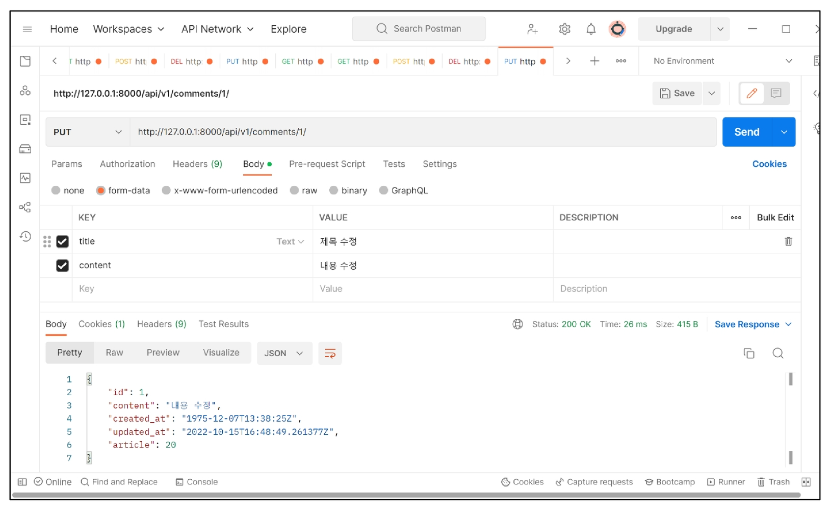 Home Workspaces API Network Explore Search Postman Upgrade
T http POST htt DEL http PUT http GET http GET http POST http DEL http PUT http No Environment
http://127.0.0.1:8000/api/v1/comments/1/ Save
PUT http://127.0.0.1:8000/api/v1/comments/1/ Send
Params Authorization Headers (9) Body Pre-request Script Tests Settings Cookies
none form-data x-www-form-urlencoded raw binary GraphQL
KEY VALUE DESCRIPTION Bulk Edit
title Text 제목 수정
content 내용 수정
Key Value Description
Body Cookies (1) Headers (9) Test Results Status: 200 OK Time: 26 ms Size: 415 B Save Response
Pretty Raw Preview Visualize JSON
1 {
2 "id": 1,
3 "content": "내용 수정",
4 "created_at": "1975-12-07T13:38:25Z",
5 "updated_at": "2022-10-15T16:48:49.261377Z",
6 "article": 20
7 }
Online Find and Replace Console Cookies Capture requests Bootcamp Runner Trash